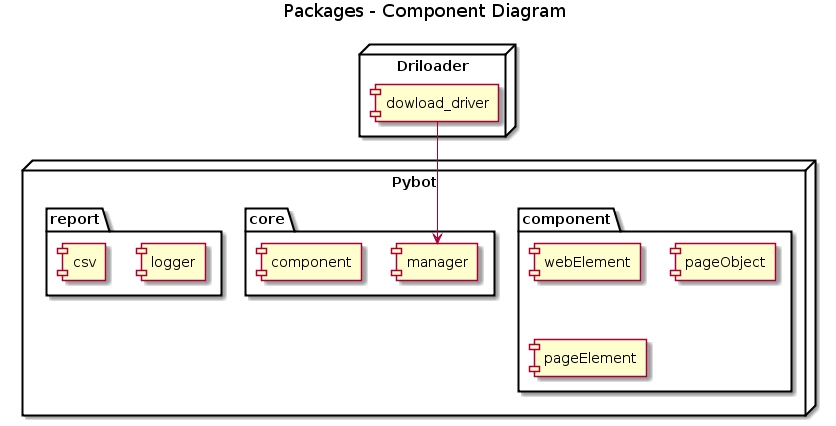 Packages - Component Diagram
Driloader
dowload_driver
Pybot
report
core
component
csv
logger
component
manager
webElement
pageObject
pageElement